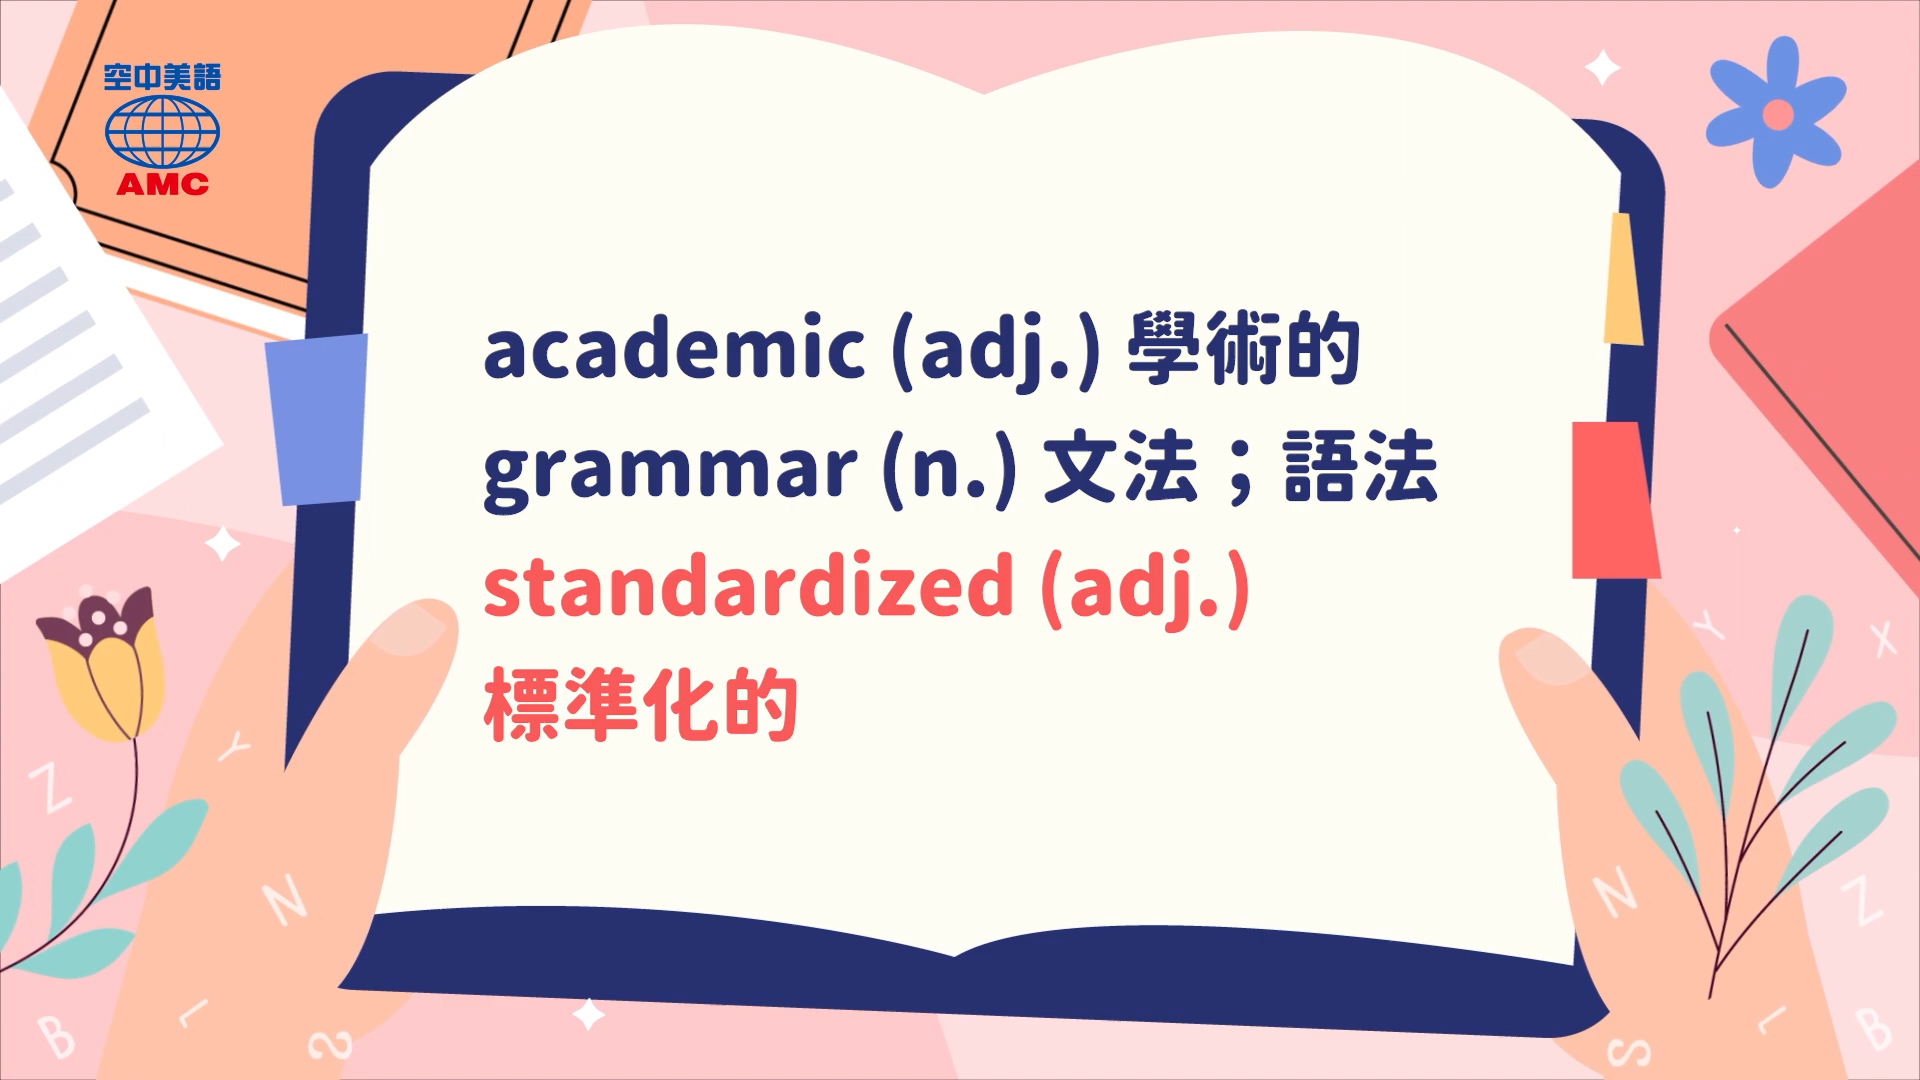 空中美語
AMC
academic (adj.) 學術的
grammar (n.) 文法；語法
standardized (adj.)
標準化的
Y
X
Z
Y
N
N
Z
L
L
B
B
S
S